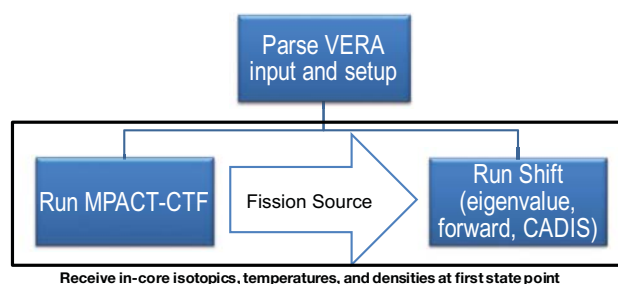 Parse VERA
input and setup
Run MPACT-CTF
Fission Source
Run Shift
(eigenvalue,
forward, CADIS)
Receive in-core isotopics, temperatures, and densities at first state point